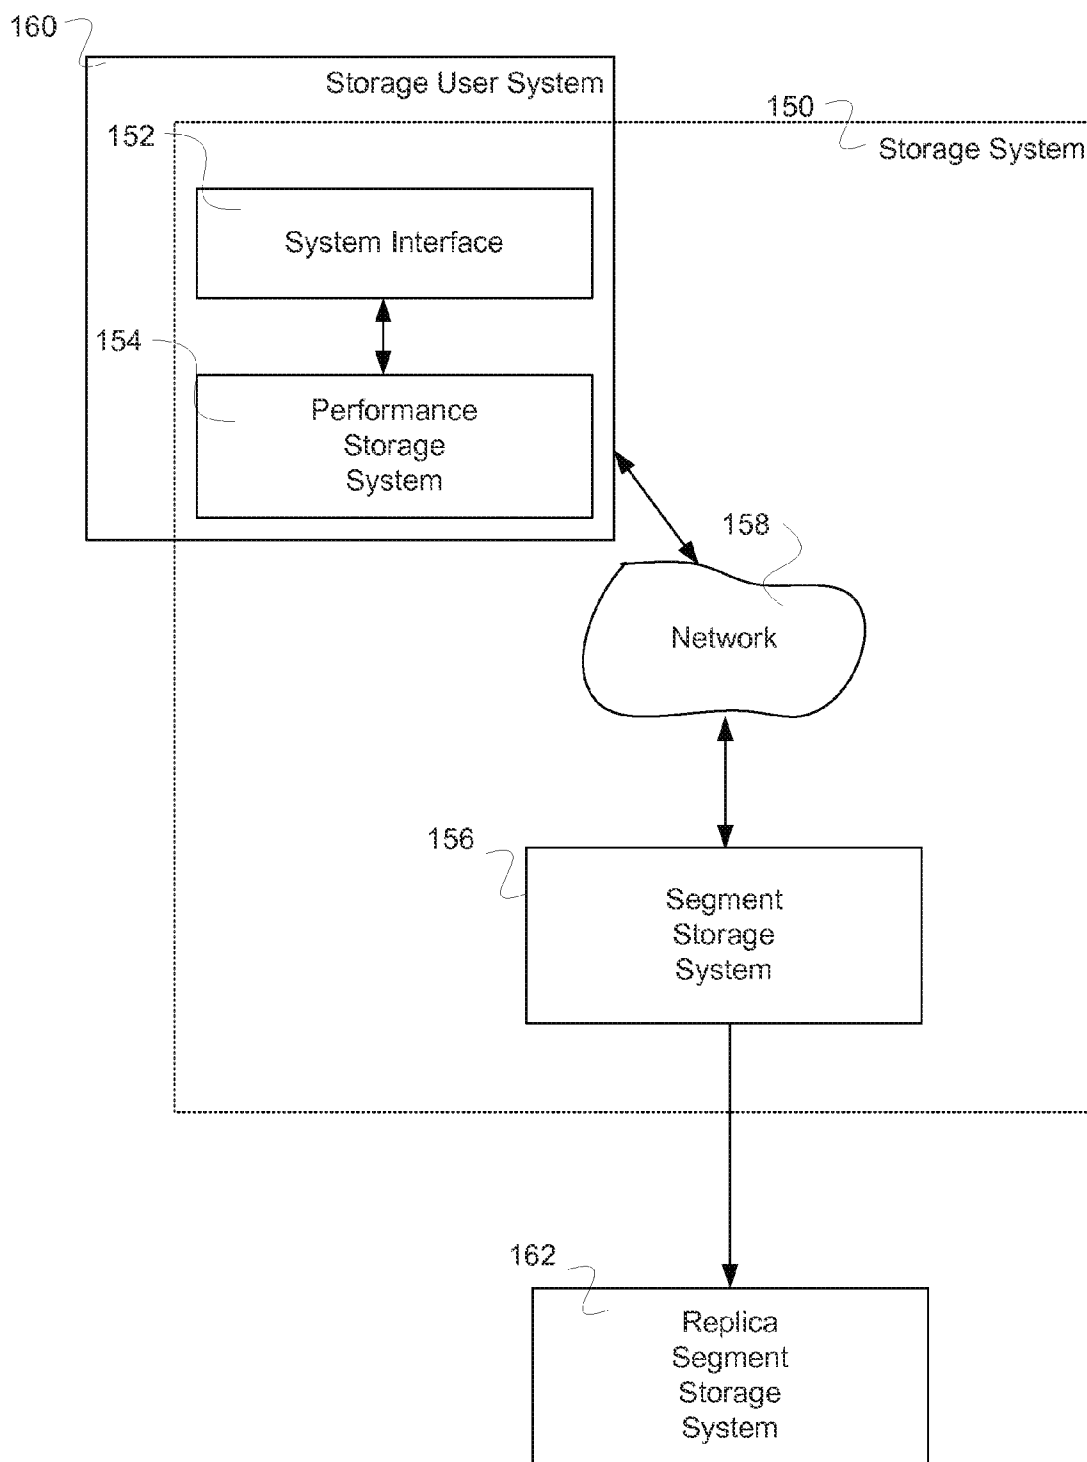 160
Storage User System
150
Storage System
152
System Interface
154
Performance
Storage
System
158
Network
156
Segment
Storage
System
162
Replica
Segment
Storage
System